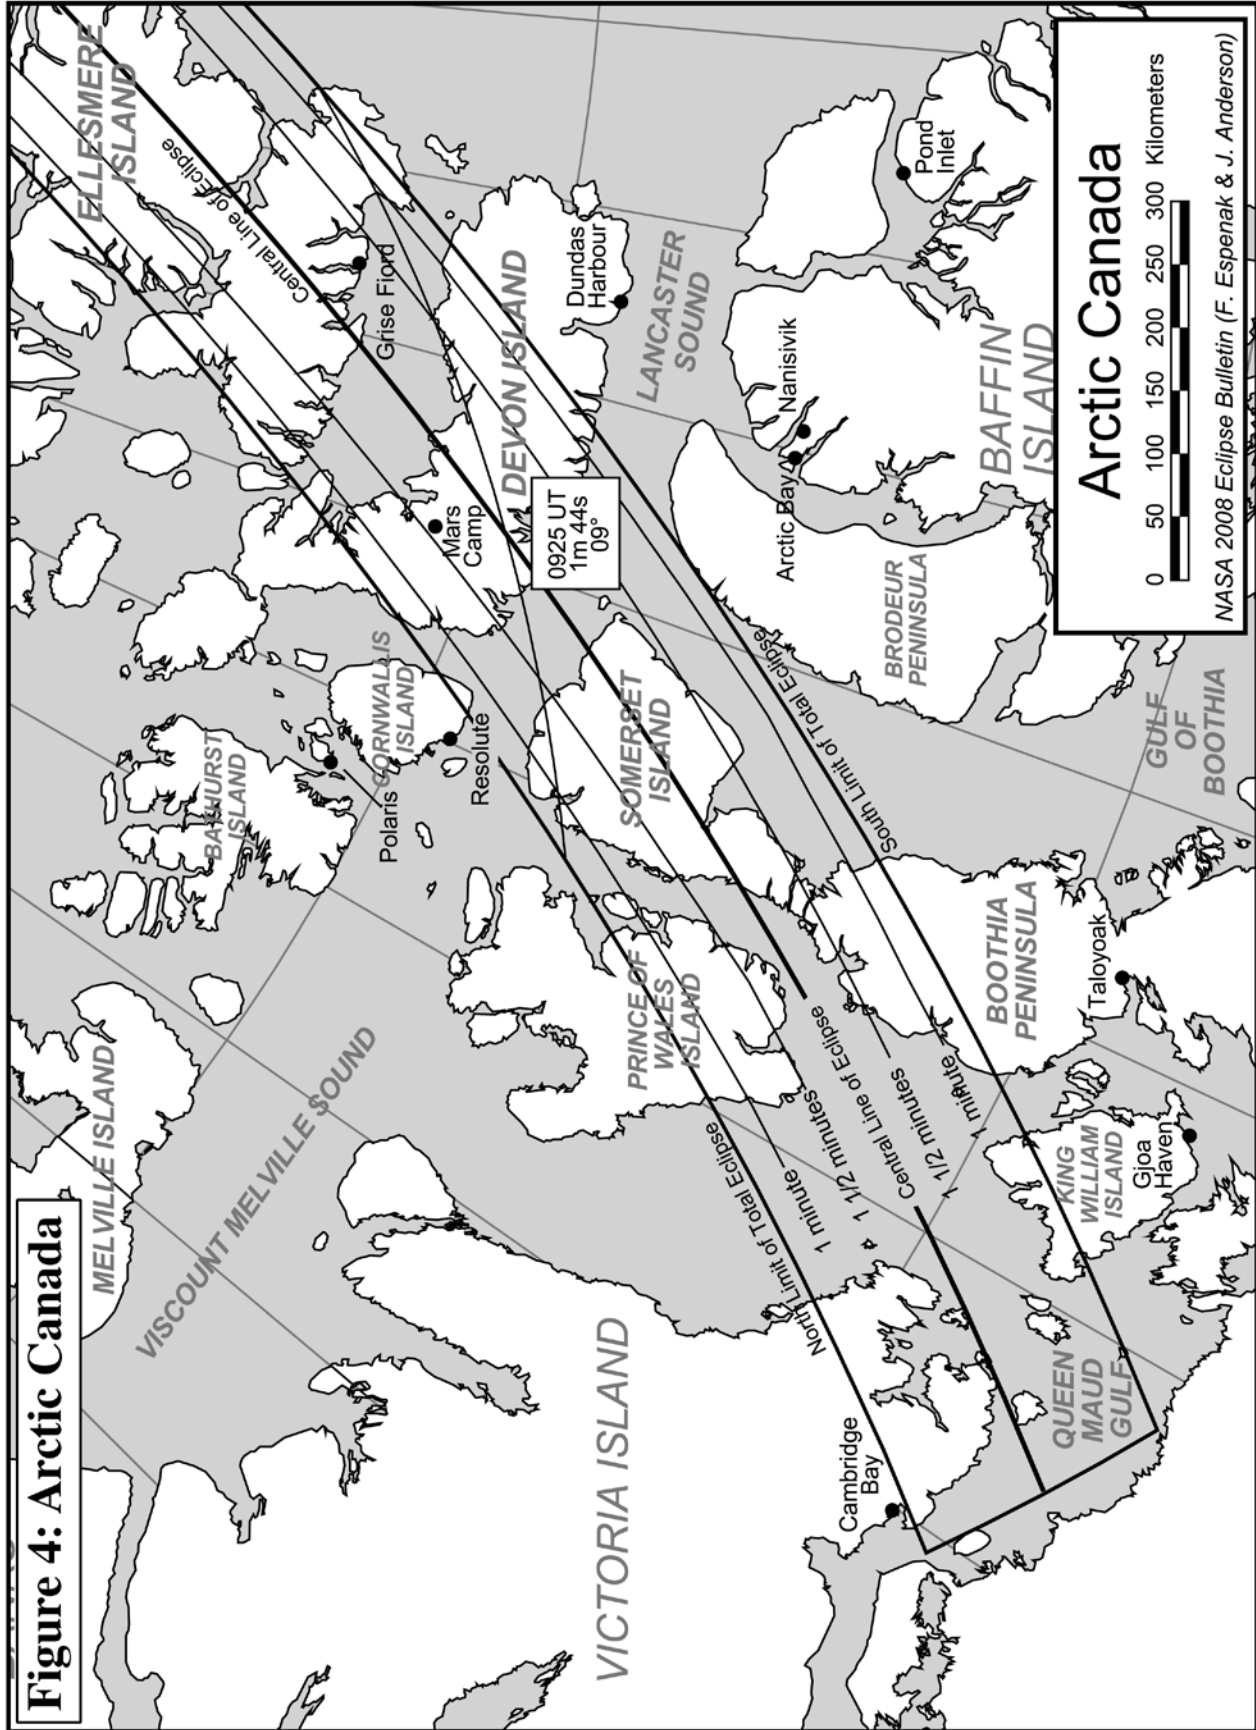 Figure 4: Arctic Canada
BANKS
MELVILLE ISLAND
VISCOUNT MELVILLE SOUND
VICTORIA ISLAND
BATHURST
ISLAND
CORNWALLIS
ISLAND
Polaris
Resolute
ELLESMERE
ISLAND
Central Line of Eclipse
Grise Fiord
Mars
Camp
DEVON ISLAND
Dundas
Harbour
LANCASTER
SOUND
0925 UT
1m 44s
09°
PRINCE OF
WALES
ISLAND
SOMERSET
ISLAND
South Limit of Total Eclipse
North Limit of Total Eclipse
1 minute
1 1/2 minutes
Central Line of Eclipse
1 1/2 minutes
1 minute
Cambridge
Bay
QUEEN
MAUD
GULF
KING
WILLIAM
ISLAND
Gjoa
Haven
BOOTHIA
PENINSULA
Taloyoak
GULF
OF
BOOTHIA
BRODEUR
PENINSULA
Arctic Bay
Nanisivik
BAFFIN
ISLAND
Pond
Inlet
Arctic Canada
0 50 100 150 200 250 300 Kilometers
NASA 2008 Eclipse Bulletin (F. Espenak & J. Anderson)